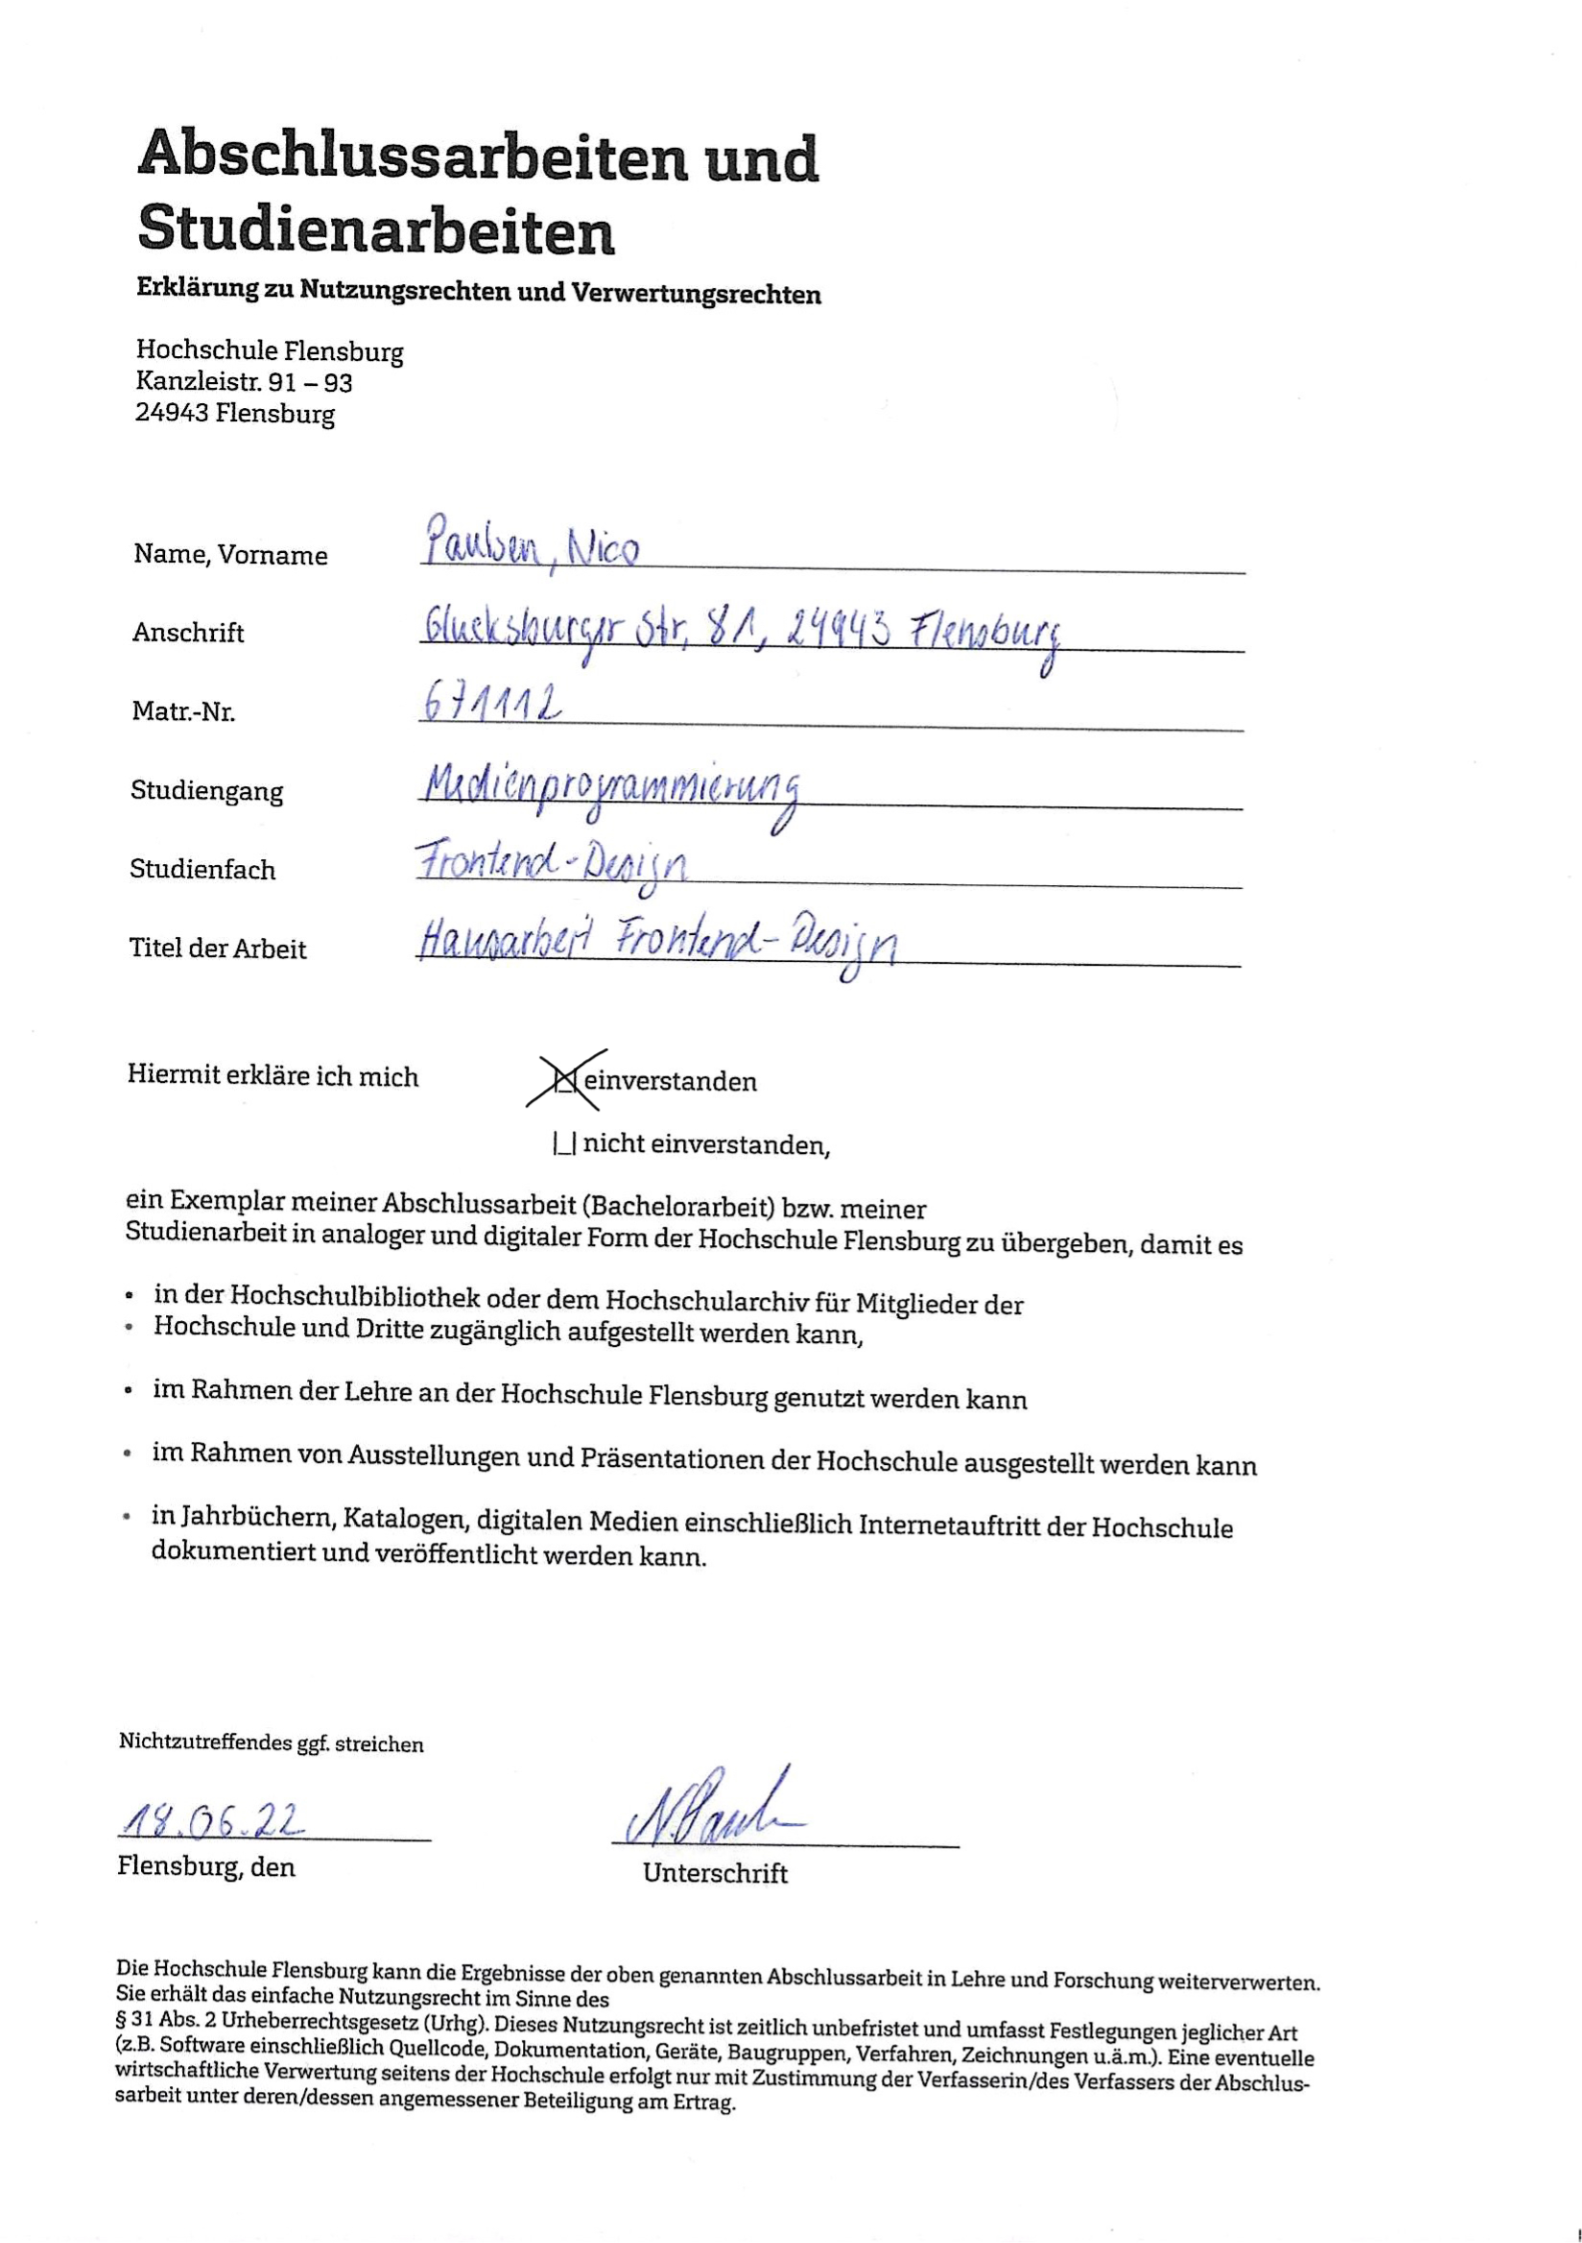 Abschlussarbeiten und
Studienarbeiten
Erklärung zu Nutzungsrechten und Verwertungsrechten
Hochschule Flensburg
Kanzleistr. 91 – 93
24943 Flensburg
Name, Vorname Paulsen, Nico
Anschrift Glucksburger Str. 81, 24943 Flensburg
Matr.-Nr. 671112
Studiengang Medienprogrammierung
Studienfach Frontend-Design
Titel der Arbeit Hausarbeit Frontend-Design
Hiermit erkläre ich mich einverstanden
nicht einverstanden,
ein Exemplar meiner Abschlussarbeit (Bachelorarbeit) bzw. meiner
Studienarbeit in analoger und digitaler Form der Hochschule Flensburg zu übergeben, damit es
• in der Hochschulbibliothek oder dem Hochschularchiv für Mitglieder der
• Hochschule und Dritte zugänglich aufgestellt werden kann,
• im Rahmen der Lehre an der Hochschule Flensburg genutzt werden kann
• im Rahmen von Ausstellungen und Präsentationen der Hochschule ausgestellt werden kann
• in Jahrbüchern, Katalogen, digitalen Medien einschließlich Internetauftritt der Hochschule
dokumentiert und veröffentlicht werden kann.
Nichtzutreffendes ggf. streichen
18.06.22
Flensburg, den Unterschrift
Die Hochschule Flensburg kann die Ergebnisse der oben genannten Abschlussarbeit in Lehre und Forschung weiterverwerten.
Sie erhält das einfache Nutzungsrecht im Sinne des
§ 31 Abs. 2 Urheberrechtsgesetz (Urhg). Dieses Nutzungsrecht ist zeitlich unbefristet und umfasst Festlegungen jeglicher Art
(z.B. Software einschließlich Quellcode, Dokumentation, Geräte, Baugruppen, Verfahren, Zeichnungen u.ä.m.). Eine eventuelle
wirtschaftliche Verwertung seitens der Hochschule erfolgt nur mit Zustimmung der Verfasserin/des Verfassers der Abschlus-
sarbeit unter deren/dessen angemessener Beteiligung am Ertrag.